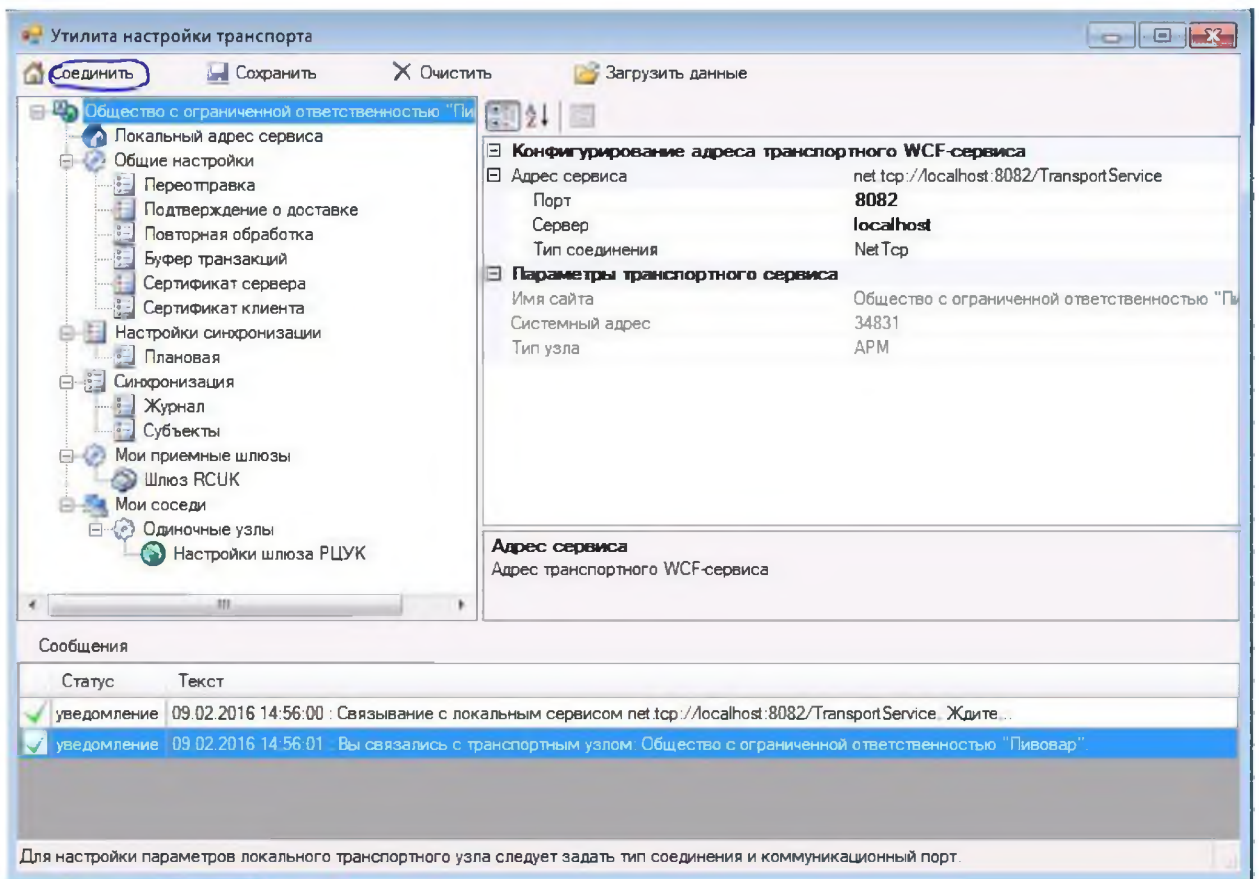 Утилита настройки транспорта
Соединить Сохранить Очистить Загрузить данные
Общество с ограниченной ответственностью "Пи
Локальный адрес сервиса
Общие настройки
Переотправка
Подтверждение о доставке
Повторная обработка
Буфер транзакций
Сертификат сервера
Сертификат клиента
Настройки синхронизации
Плановая
Синхронизация
Журнал
Субъекты
Мои приемные шлюзы
Шлюз RCUK
Мои соседи
Одиночные узлы
Настройки шлюза РЦУК
Конфигурирование адреса транспортного WCF-сервиса
Адрес сервиса net.tcp://localhost:8082/TransportService
Порт 8082
Сервер localhost
Тип соединения NetTcp
Параметры транспортного сервиса
Имя сайта Общество с ограниченной ответственностью "Пи
Системный адрес 34831
Тип узла АРМ
Адрес сервиса
Адрес транспортного WCF-сервиса
Сообщения
Статус Текст
уведомление 09.02.2016 14:56:00 : Связывание с локальным сервисом net.tcp://localhost:8082/TransportService. Ждите...
уведомление 09.02.2016 14:56:01 : Вы связались с транспортным узлом: Общество с ограниченной ответственностью "Пивовар".
Для настройки параметров локального транспортного узла следует задать тип соединения и коммуникационный порт.